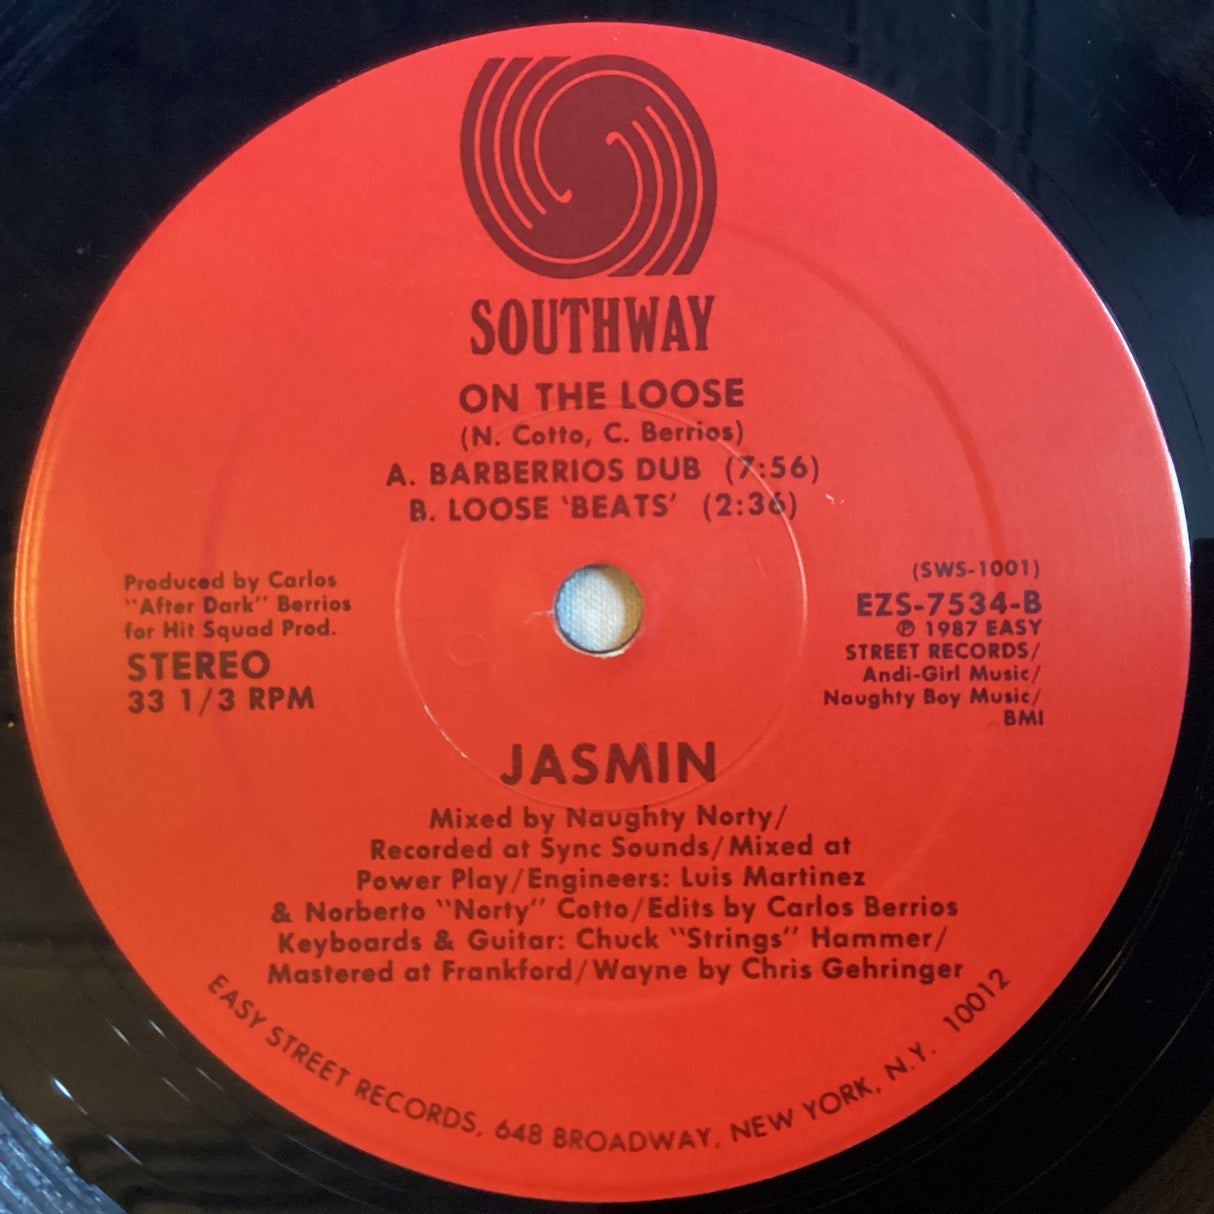 SOUTHWAY
ON THE LOOSE
(N. Cotto, C. Berrios)
A. BARBERRIOS DUB (7:56)
B. LOOSE 'BEATS' (2:36)
Produced by Carlos
"After Dark" Berrios
for Hit Squad Prod.
STEREO
33 1/3 RPM
(SWS-1001)
EZS-7534-B
℗ 1987 EASY
STREET RECORDS/
Andi-Girl Music/
Naughty Boy Music/
BMI
JASMIN
Mixed by Naughty Norty/
Recorded at Sync Sounds/Mixed at
Power Play/Engineers: Luis Martinez
& Norberto "Norty" Cotto/Edits by Carlos Berrios
Keyboards & Guitar: Chuck "Strings" Hammer/
Mastered at Frankford/Wayne by Chris Gehringer
EASY STREET RECORDS, 648 BROADWAY, NEW YORK, N.Y. 10012